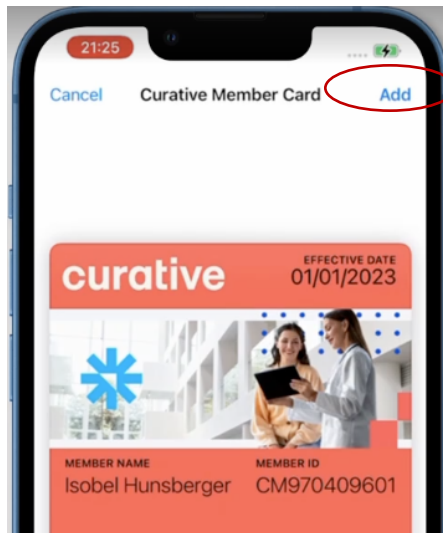 21:25
Cancel Curative Member Card Add
curative
EFFECTIVE DATE
01/01/2023
MEMBER NAME MEMBER ID
Isobel Hunsberger CM970409601